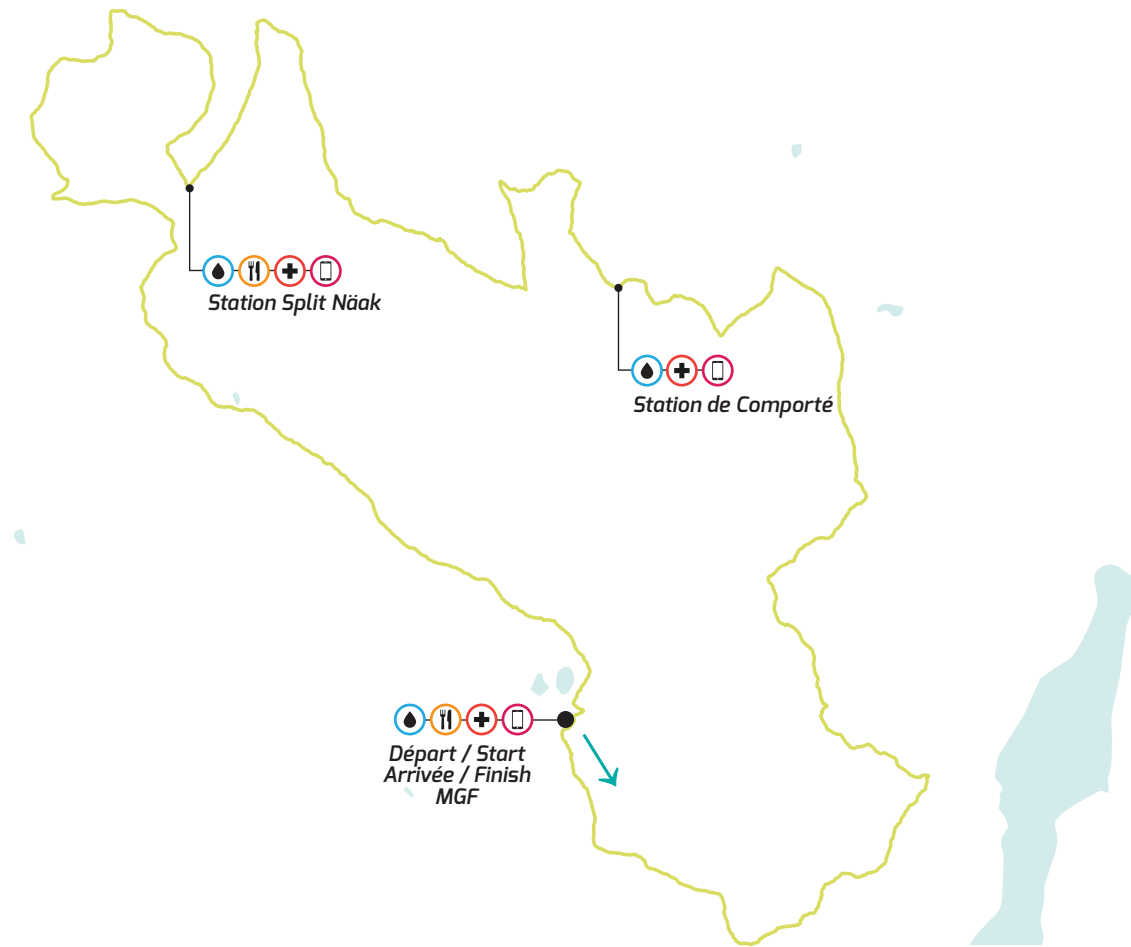 Station Split Näak
Station de Comporté
Départ / Start
Arrivée / Finish
MGF